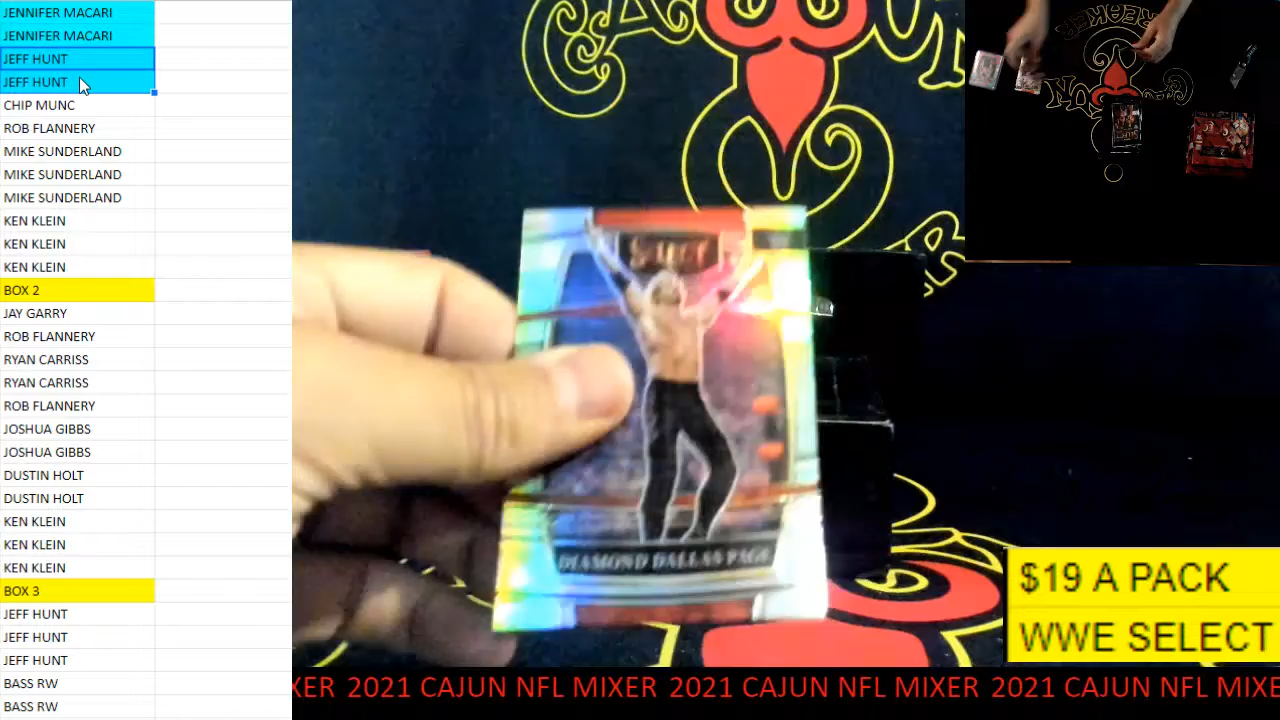 JENNIFER MACARI
JENNIFER MACARI
JEFF HUNT
JEFF HUNT
CHIP MUNC
ROB FLANNERY
MIKE SUNDERLAND
MIKE SUNDERLAND
MIKE SUNDERLAND
KEN KLEIN
KEN KLEIN
KEN KLEIN
BOX 2
JAY GARRY
ROB FLANNERY
RYAN CARRISS
RYAN CARRISS
ROB FLANNERY
JOSHUA GIBBS
JOSHUA GIBBS
DUSTIN HOLT
DUSTIN HOLT
KEN KLEIN
KEN KLEIN
KEN KLEIN
BOX 3
JEFF HUNT
JEFF HUNT
JEFF HUNT
BASS RW
BASS RW
SELECT
DIAMOND DALLAS PAGE
$19 A PACK
WWE SELECT
XER 2021 CAJUN NFL MIXER 2021 CAJUN NFL MIXER 2021 CAJUN NFL MIXE